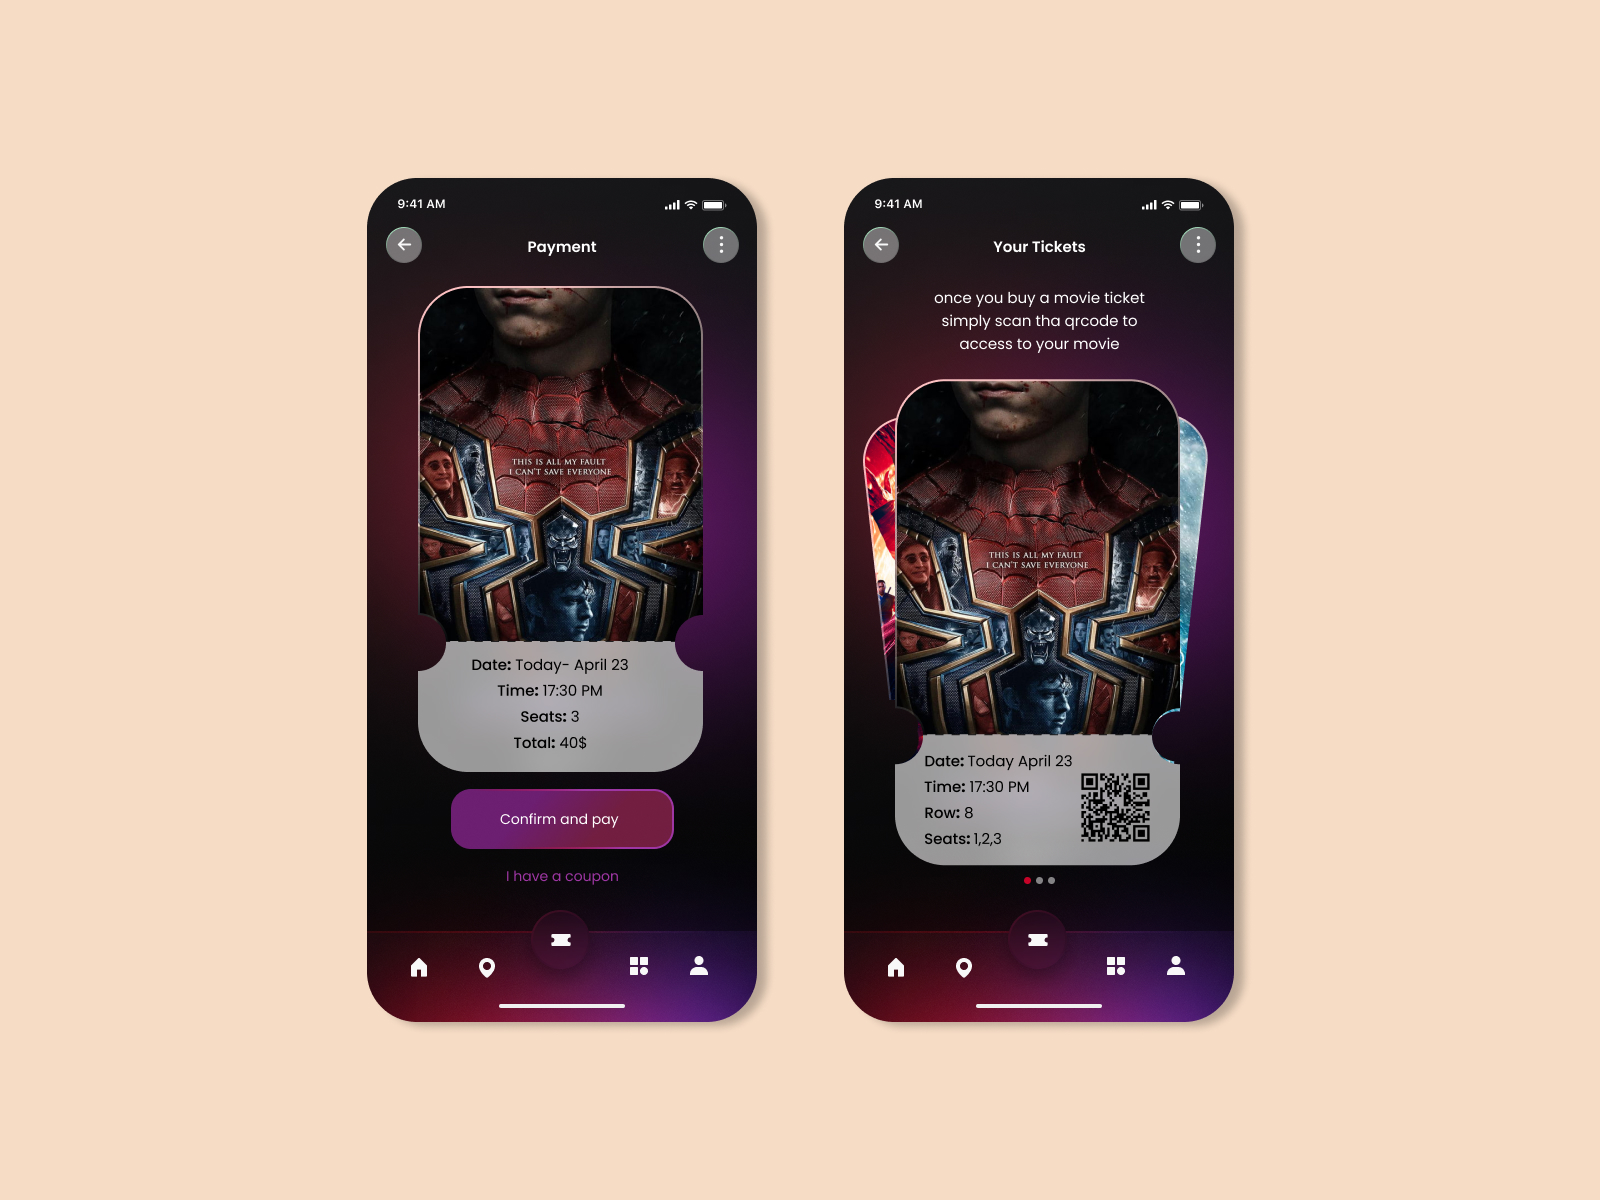 9:41 AM
Payment
THIS IS ALL MY FAULT
I CAN'T SAVE EVERYONE
Date: Today- April 23
Time: 17:30 PM
Seats: 3
Total: 40$
Confirm and pay
I have a coupon
9:41 AM
Your Tickets
once you buy a movie ticket
simply scan tha qrcode to
access to your movie
THIS IS ALL MY FAULT
I CAN'T SAVE EVERYONE
Date: Today April 23
Time: 17:30 PM
Row: 8
Seats: 1,2,3